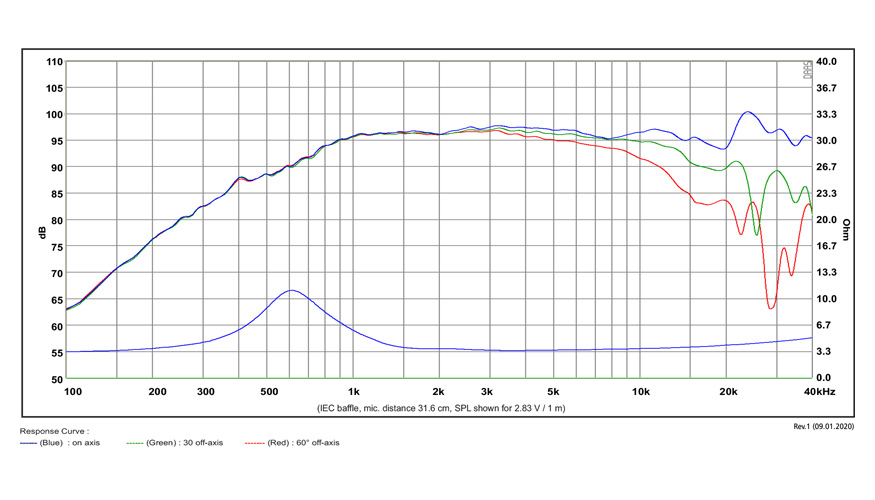 110 40.0
DAAS
105 36.7
100 33.3
95 30.0
90 26.7
85 23.3
80 20.0
dB Ohm
75 16.7
70 13.3
65 10.0
60 6.7
55 3.3
50 0.0
100 200 300 500 1k 2k 3k 5k 10k 20k 40kHz
(IEC baffle, mic. distance 31.6 cm, SPL shown for 2.83 V / 1 m)
Rev.1 (09.01.2020)
Response Curve :
(Blue) : on axis (Green) : 30 off-axis (Red) : 60° off-axis